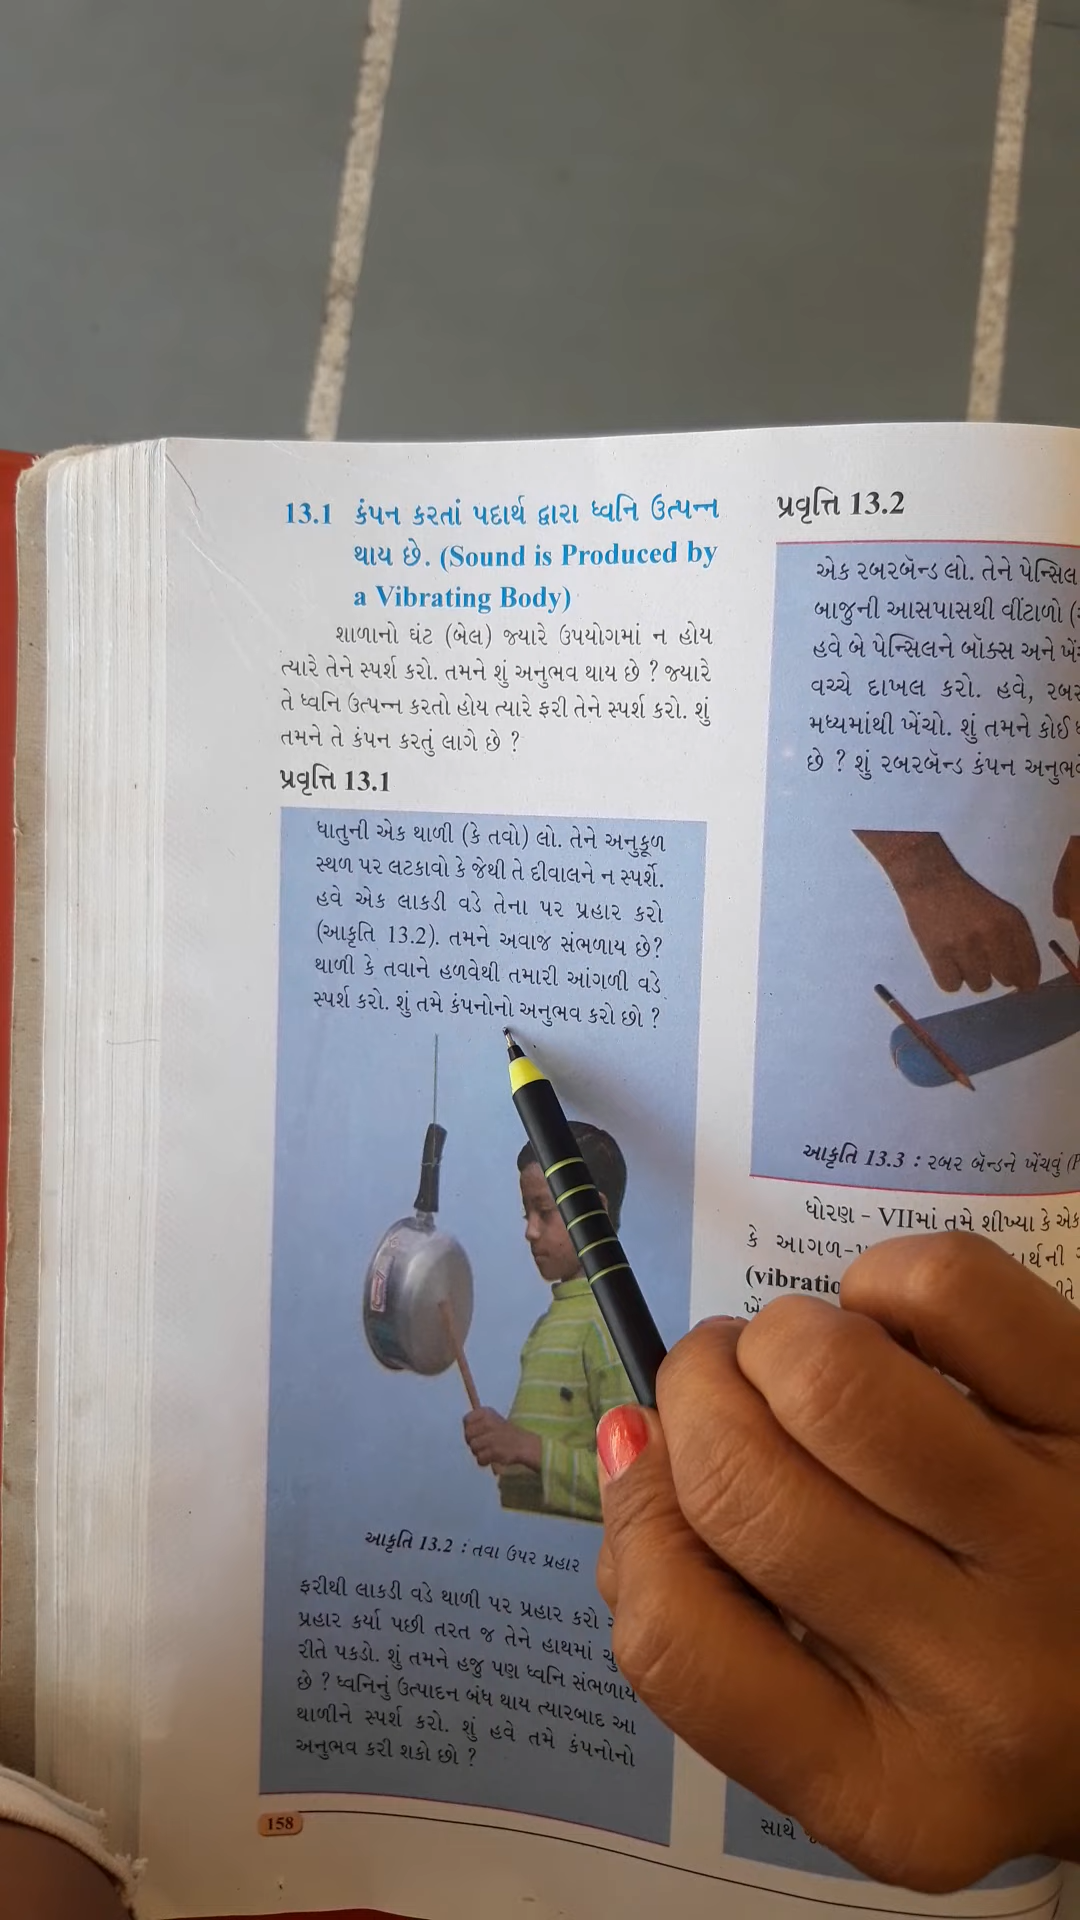 13.1 કંપન કરતાં પદાર્થ દ્વારા ધ્વનિ ઉત્પન્ન
થાય છે. (Sound is Produced by
a Vibrating Body)
શાળાનો ઘંટ (બેલ) જ્યારે ઉપયોગમાં ન હોય
ત્યારે તેને સ્પર્શ કરો. તમને શું અનુભવ થાય છે ? જ્યારે
તે ધ્વનિ ઉત્પન્ન કરતો હોય ત્યારે ફરી તેને સ્પર્શ કરો. શું
તમને તે કંપન કરતું લાગે છે ?
પ્રવૃત્તિ 13.1
ધાતુની એક થાળી (કે તવો) લો. તેને અનુકૂળ
સ્થળ પર લટકાવો કે જેથી તે દીવાલને ન સ્પર્શે.
હવે એક લાકડી વડે તેના પર પ્રહાર કરો
(આકૃતિ 13.2). તમને અવાજ સંભળાય છે?
થાળી કે તવાને હળવેથી તમારી આંગળી વડે
સ્પર્શ કરો. શું તમે કંપનોનો અનુભવ કરો છો ?
આકૃતિ 13.2 : તવા ઉપર પ્રહાર
ફરીથી લાકડી વડે થાળી પર પ્રહાર કરો
પ્રહાર કર્યા પછી તરત જ તેને હાથમાં
રીતે પકડો. શું તમને હજુ પણ ધ્વનિ સંભળાય
છે ? ધ્વનિનું ઉત્પાદન બંધ થાય ત્યારબાદ આ
થાળીને સ્પર્શ કરો. શું હવે તમે કંપનોનો
અનુભવ કરી શકો છો ?
158
પ્રવૃત્તિ 13.2
એક રબરબૅન્ડ લો. તેને પેન્સિલ
બાજુની આસપાસથી વીંટાળો
હવે બે પેન્સિલને બૉક્સ અને
વચ્ચે દાખલ કરો. હવે,
મધ્યમાંથી ખેંચો. શું તમને કોઈ
છે ? શું રબરબૅન્ડ કંપન
આકૃતિ 13.3 : રબર બૅન્ડને ખેંચવું
ધોરણ - VIIમાં તમે શીખ્યા કે એક
કે આગળ-
સાથે